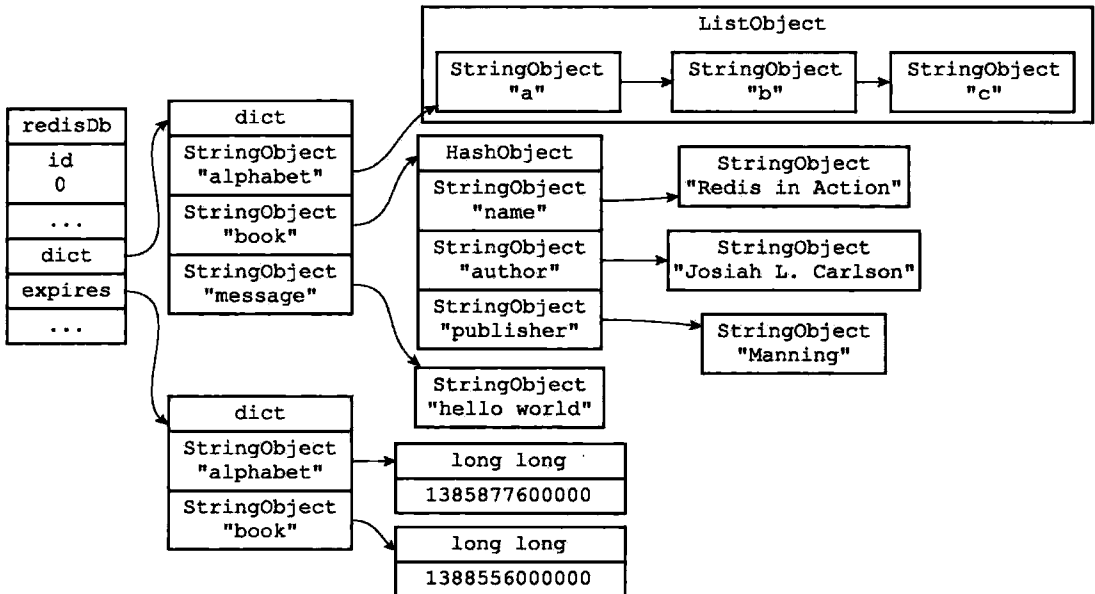 redisDb
id
0
...
dict
expires
...
dict
StringObject
"alphabet"
StringObject
"book"
StringObject
"message"
ListObject
StringObject
"a"
StringObject
"b"
StringObject
"c"
HashObject
StringObject
"name"
StringObject
"author"
StringObject
"publisher"
StringObject
"Redis in Action"
StringObject
"Josiah L. Carlson"
StringObject
"Manning"
StringObject
"hello world"
dict
StringObject
"alphabet"
StringObject
"book"
long long
1385877600000
long long
1388556000000